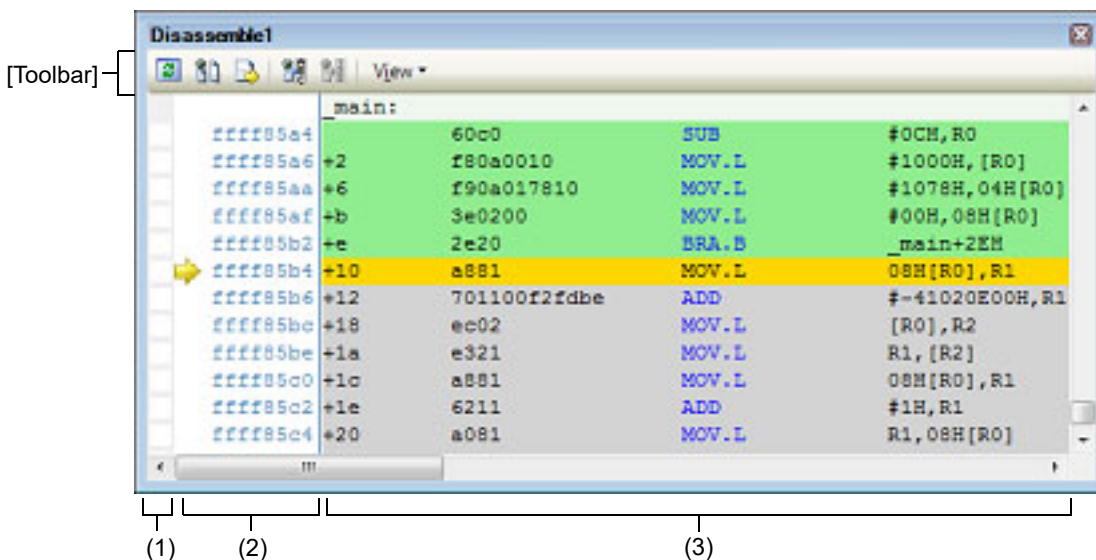 Disassemble1
[Toolbar]
View
_main:
ffff85a4 60c0 SUB #0CH,R0
ffff85a6 +2 f80a0010 MOV.L #1000H,[R0]
ffff85aa +6 f90a017810 MOV.L #1078H,04H[R0]
ffff85af +b 3e0200 MOV.L #00H,08H[R0]
ffff85b2 +e 2e20 BRA.B _main+2EH
ffff85b4 +10 a881 MOV.L 08H[R0],R1
ffff85b6 +12 701100f2fdbe ADD #-41020E00H,R1
ffff85bc +18 ec02 MOV.L [R0],R2
ffff85be +1a e321 MOV.L R1,[R2]
ffff85c0 +1c a881 MOV.L 08H[R0],R1
ffff85c2 +1e 6211 ADD #1H,R1
ffff85c4 +20 a081 MOV.L R1,08H[R0]
(1) (2) (3)